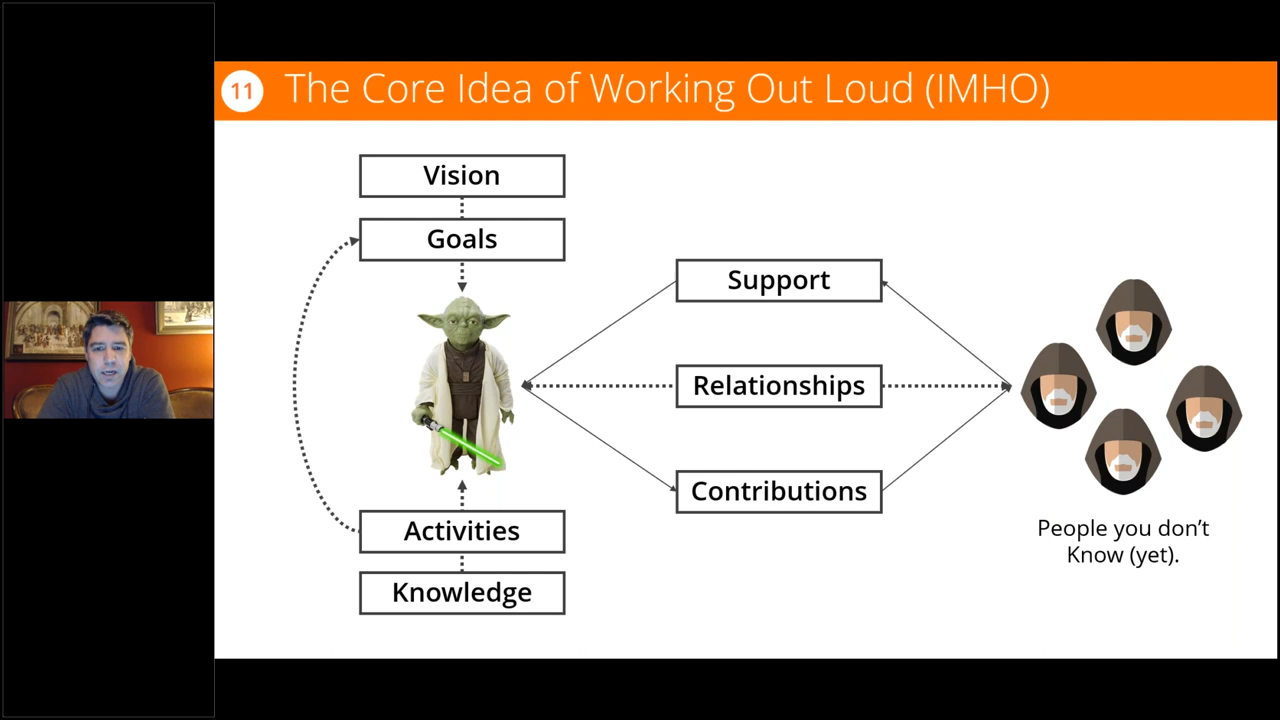 11
The Core Idea of Working Out Loud (IMHO)
Vision
Goals
Support
Relationships
Contributions
Activities
Knowledge
People you don’t
Know (yet).